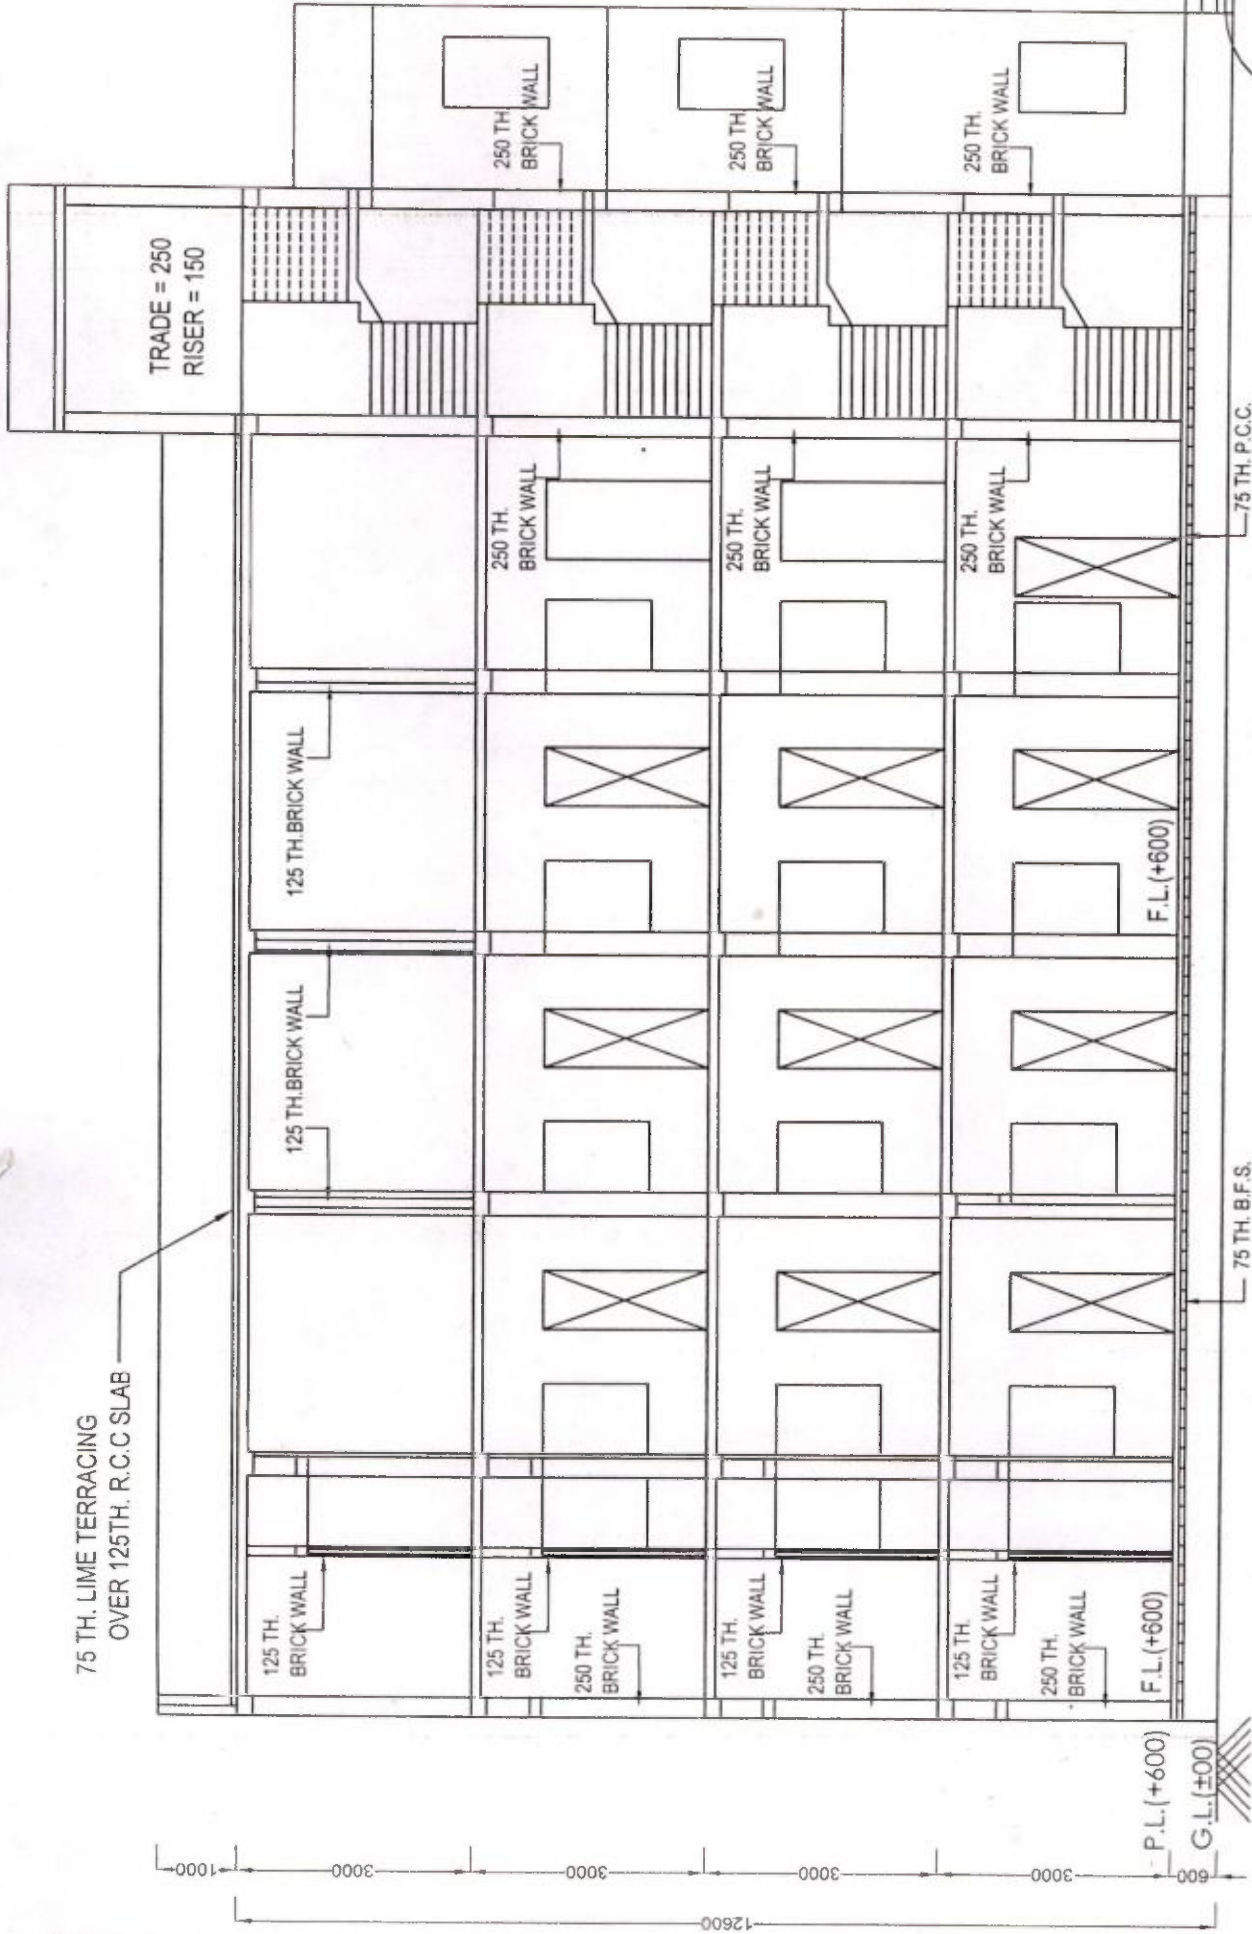 75 TH. LIME TERRACING
OVER 125TH. R.C.C SLAB
TRADE = 250
RISER = 150
125 TH.
BRICK WALL
125 TH.BRICK WALL
125 TH.BRICK WALL
125 TH.
BRICK WALL
250 TH.
BRICK WALL
250 TH.
BRICK WALL
250 TH.
BRICK WALL
125 TH.
BRICK WALL
250 TH.
BRICK WALL
250 TH.
BRICK WALL
250 TH.
BRICK WALL
125 TH.
BRICK WALL
250 TH.
BRICK WALL
250 TH.
BRICK WALL
250 TH.
BRICK WALL
F.L.(+600)
F.L.(+600)
P.L.(+600)
G.L.(±00)
75 TH. B.F.S.
75 TH. P.C.C.
1000
3000
3000
3000
3000
600
12600